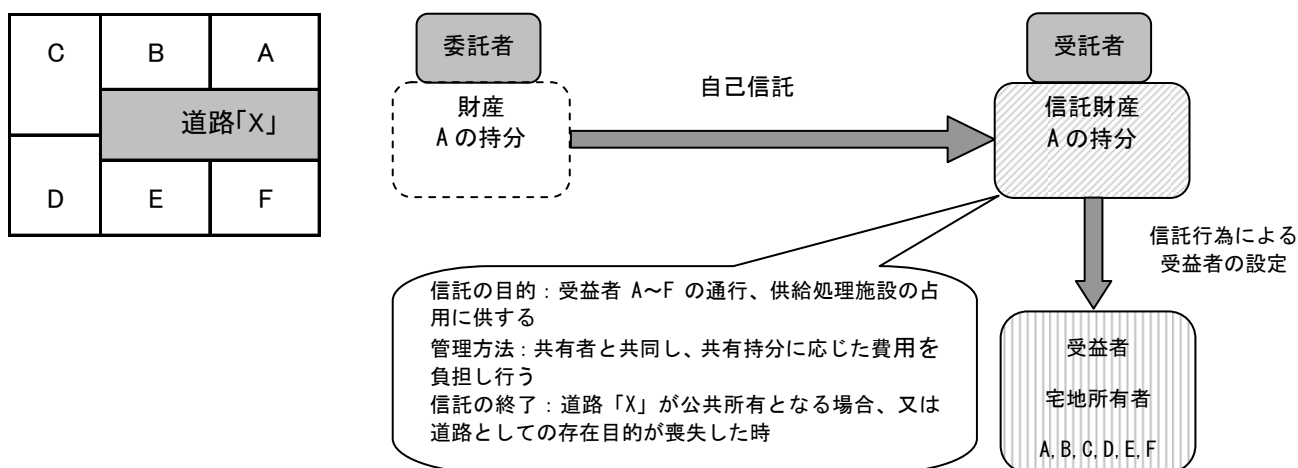 C
B
A
道路「X」
D
E
F
委託者
財産
A の持分
自己信託
受託者
信託財産
A の持分
信託行為による
受益者の設定
信託の目的：受益者 A～F の通行、供給処理施設の占
用に供する
管理方法：共有者と共同し、共有持分に応じた費用を
負担し行う
信託の終了：道路「X」が公共所有となる場合、又は
道路としての存在目的が喪失した時
受益者
宅地所有者
A, B, C, D, E, F